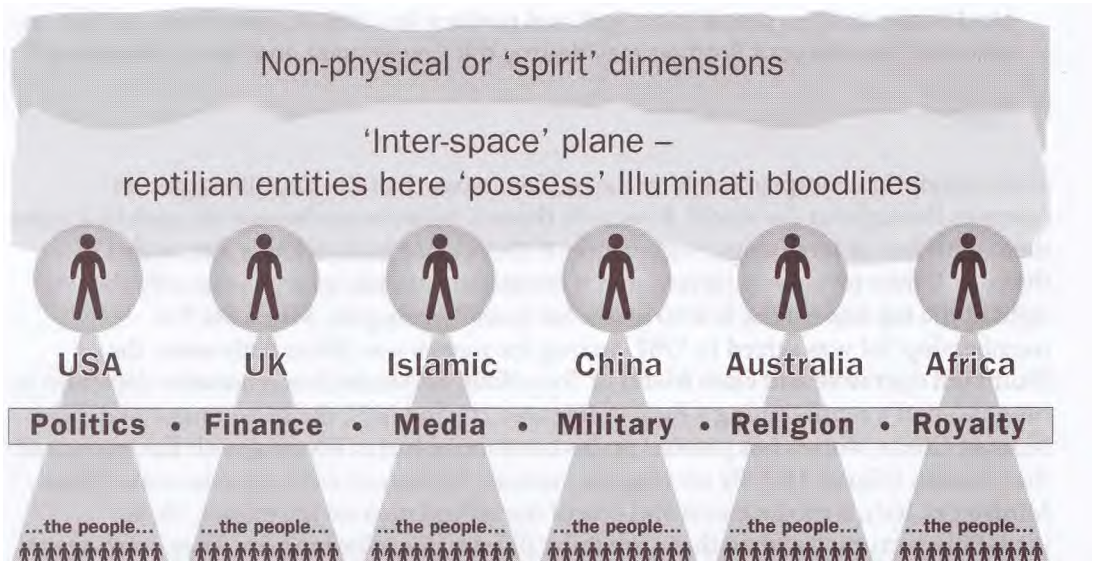 Non-physical or ‘spirit’ dimensions
‘Inter-space’ plane –
reptilian entities here ‘possess’ Illuminati bloodlines
USA UK Islamic China Australia Africa
Politics • Finance • Media • Military • Religion • Royalty
...the people... ...the people... ...the people... ...the people... ...the people... ...the people...